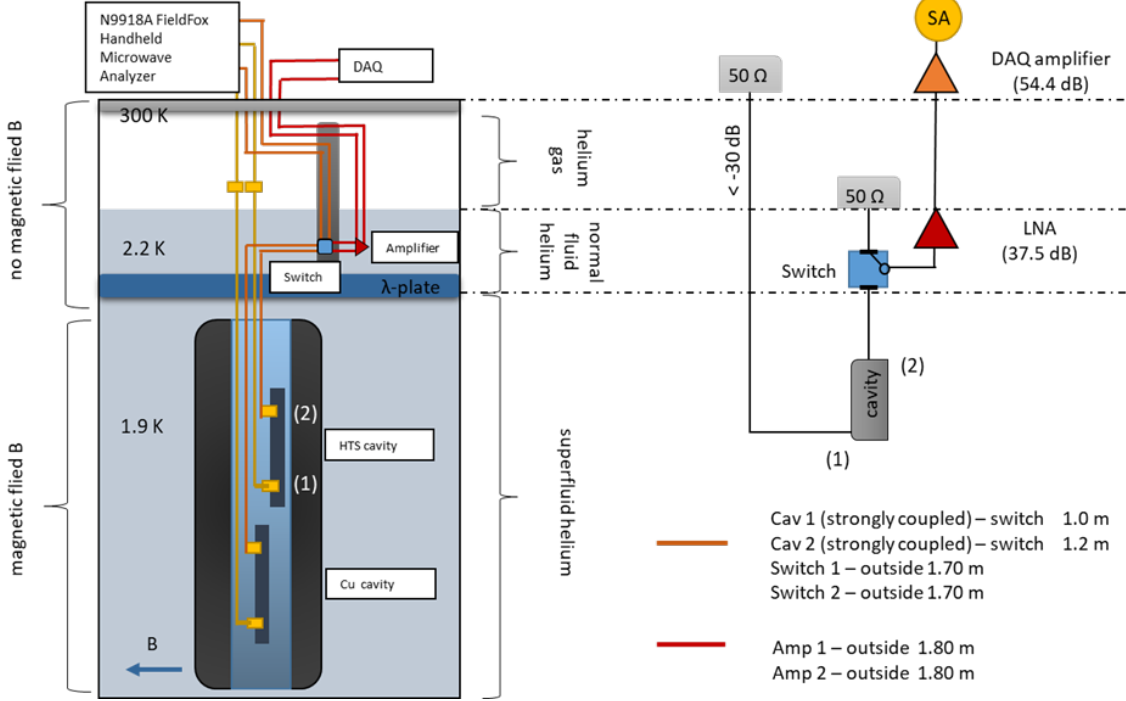 N9918A FieldFox
Handheld
Microwave
Analyzer
DAQ
300 K
2.2 K
Amplifier
Switch
λ-plate
1.9 K
(2)
HTS cavity
(1)
Cu cavity
B
no magnetic flied B
magnetic flied B
helium
gas
normal
fluid
helium
superfluid helium
SA
DAQ amplifier
(54.4 dB)
50 Ω
< -30 dB
50 Ω
LNA
(37.5 dB)
Switch
cavity
(2)
(1)
Cav 1 (strongly coupled) – switch 1.0 m
Cav 2 (strongly coupled) – switch 1.2 m
Switch 1 – outside 1.70 m
Switch 2 – outside 1.70 m
Amp 1 – outside 1.80 m
Amp 2 – outside 1.80 m